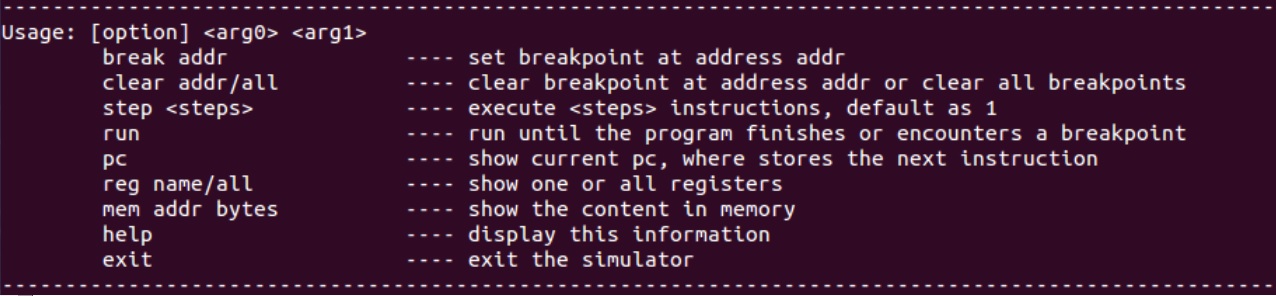 Usage: [option] <arg0> <arg1>
break addr ---- set breakpoint at address addr
clear addr/all ---- clear breakpoint at address addr or clear all breakpoints
step <steps> ---- execute <steps> instructions, default as 1
run ---- run until the program finishes or encounters a breakpoint
pc ---- show current pc, where stores the next instruction
reg name/all ---- show one or all registers
mem addr bytes ---- show the content in memory
help ---- display this information
exit ---- exit the simulator